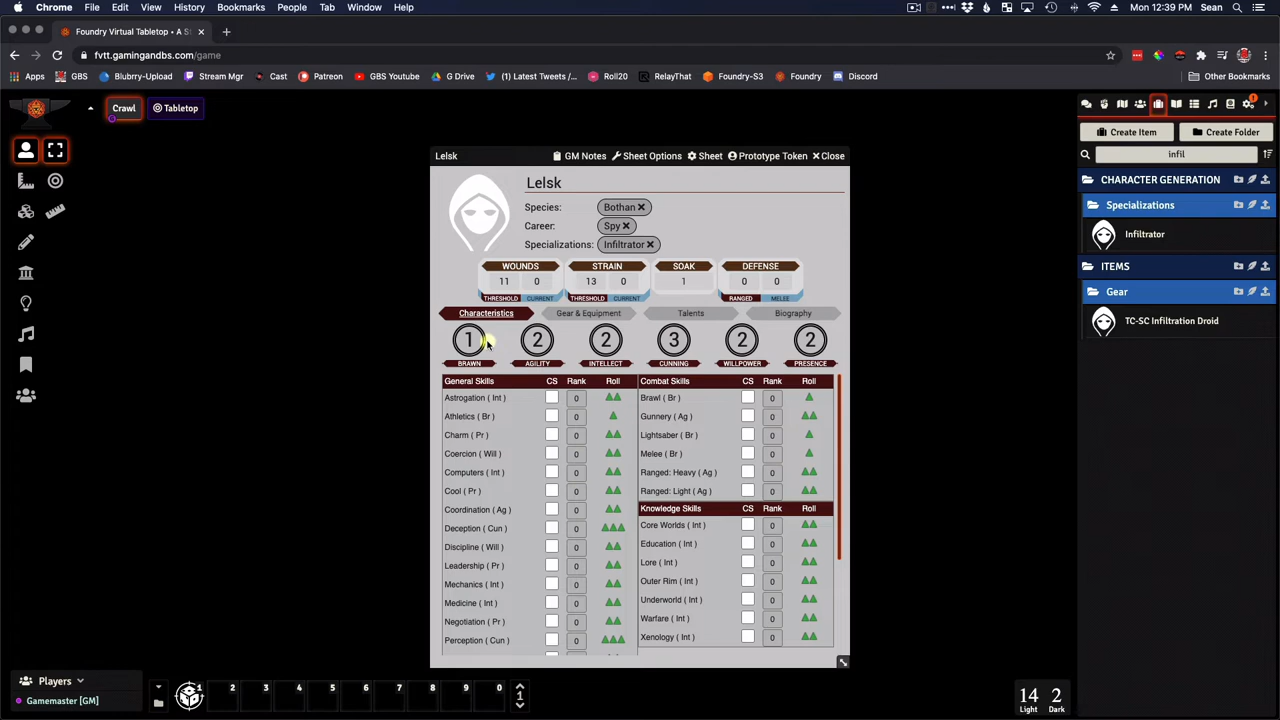 Chrome File Edit View History Bookmarks People Tab Window Help Mon 12:39 PM Sean
Foundry Virtual Tabletop • A S
fvtt.gamingandbs.com/game
Apps GBS Blubrry-Upload Stream Mgr Cast Patreon GBS Youtube G Drive (1) Latest Tweets /... Roll20 RelayThat Foundry-S3 Foundry Discord Other Bookmarks
Crawl Tabletop
Create Item Create Folder
infil
CHARACTER GENERATION
Specializations
Infiltrator
ITEMS
Gear
TC-SC Infiltration Droid
Lelsk GM Notes Sheet Options Sheet Prototype Token Close
Lelsk
Species: Bothan
Career: Spy
Specializations: Infiltrator
WOUNDS STRAIN SOAK DEFENSE
11 0 13 0 1 0 0
THRESHOLD CURRENT THRESHOLD CURRENT RANGED MELEE
Characteristics Gear & Equipment Talents Biography
1 2 2 3 2 2
BRAWN AGILITY INTELLECT CUNNING WILLPOWER PRESENCE
General Skills CS Rank Roll
Astrogation ( Int ) 0
Athletics ( Br ) 0
Charm ( Pr ) 0
Coercion ( Will ) 0
Computers ( Int ) 0
Cool ( Pr ) 0
Coordination ( Ag ) 0
Deception ( Cun ) 0
Discipline ( Will ) 0
Leadership ( Pr ) 0
Mechanics ( Int ) 0
Medicine ( Int ) 0
Negotiation ( Pr ) 0
Perception ( Cun ) 0
Combat Skills CS Rank Roll
Brawl ( Br ) 0
Gunnery ( Ag ) 0
Lightsaber ( Br ) 0
Melee ( Br ) 0
Ranged: Heavy ( Ag ) 0
Ranged: Light ( Ag ) 0
Knowledge Skills CS Rank Roll
Core Worlds ( Int ) 0
Education ( Int ) 0
Lore ( Int ) 0
Outer Rim ( Int ) 0
Underworld ( Int ) 0
Warfare ( Int ) 0
Xenology ( Int ) 0
Players
Gamemaster [GM]
1 2 3 4 5 6 7 8 9 0
1
14 2
Light Dark